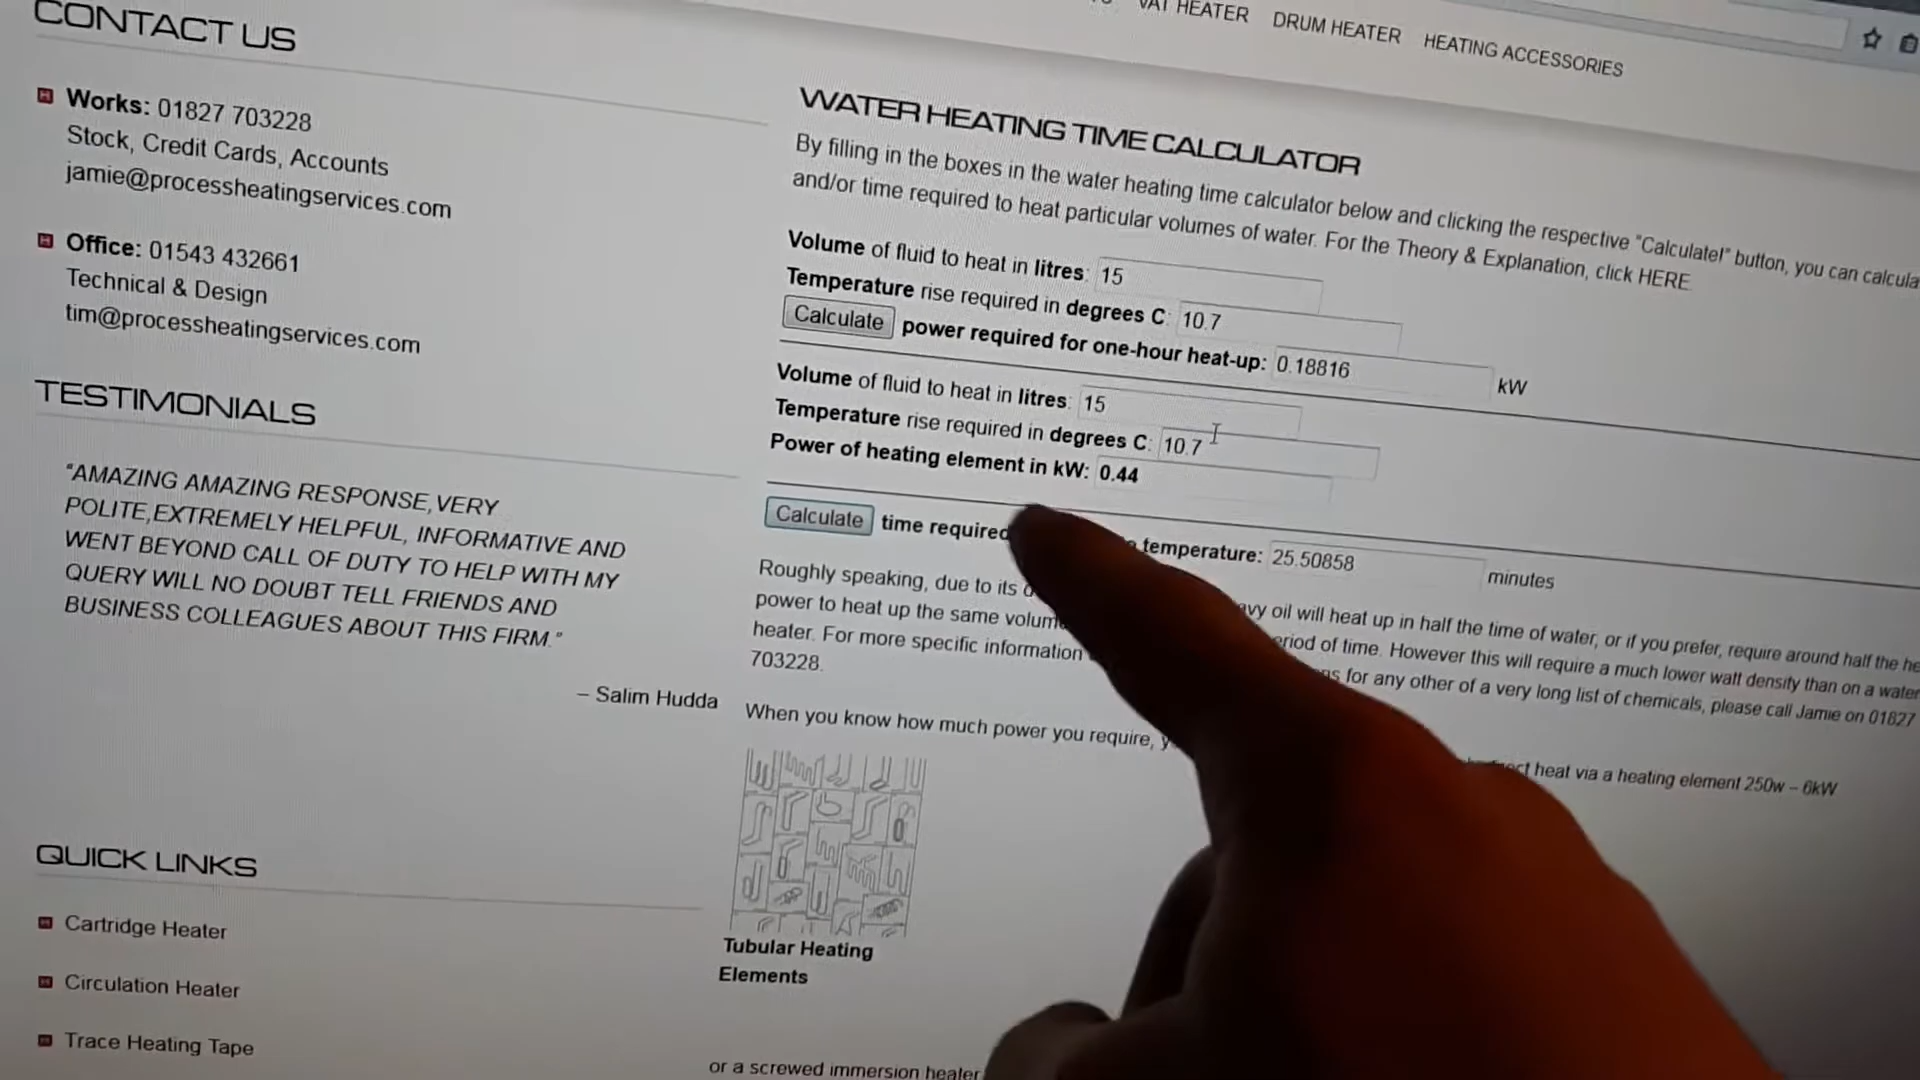 CONTACT US
Works: 01827 703228
Stock, Credit Cards, Accounts
jamie@processheatingservices.com
Office: 01543 432661
Technical & Design
tim@processheatingservices.com
TESTIMONIALS
"AMAZING AMAZING RESPONSE,VERY
POLITE,EXTREMELY HELPFUL, INFORMATIVE AND
WENT BEYOND CALL OF DUTY TO HELP WITH MY
QUERY WILL NO DOUBT TELL FRIENDS AND
BUSINESS COLLEAGUES ABOUT THIS FIRM."
– Salim Hudda
QUICK LINKS
Cartridge Heater
Circulation Heater
Trace Heating Tape
VAT HEATER DRUM HEATER HEATING ACCESSORIES
WATER HEATING TIME CALCULATOR
By filling in the boxes in the water heating time calculator below and clicking the respective "Calculate!" button, you can calcula
and/or time required to heat particular volumes of water. For the Theory & Explanation, click HERE.
Volume of fluid to heat in litres: 15
Temperature rise required in degrees C: 10.7
Calculate power required for one-hour heat-up: 0.18816 kW
Volume of fluid to heat in litres: 15
Temperature rise required in degrees C: 10.7
Power of heating element in kW: 0.44
Calculate time required temperature: 25.50858 minutes
Roughly speaking, due to its oil will heat up in half the time of water, or if you prefer, require around half the
power to heat up the same of time. However this will require a much lower watt density than on a water
heater. For more specific information for any other of a very long list of chemicals, please call Jamie on 01827
703228.
When you know how much power you require, heat via a heating element 250w – 6kW
Tubular Heating
Elements
or a screwed immersion heater